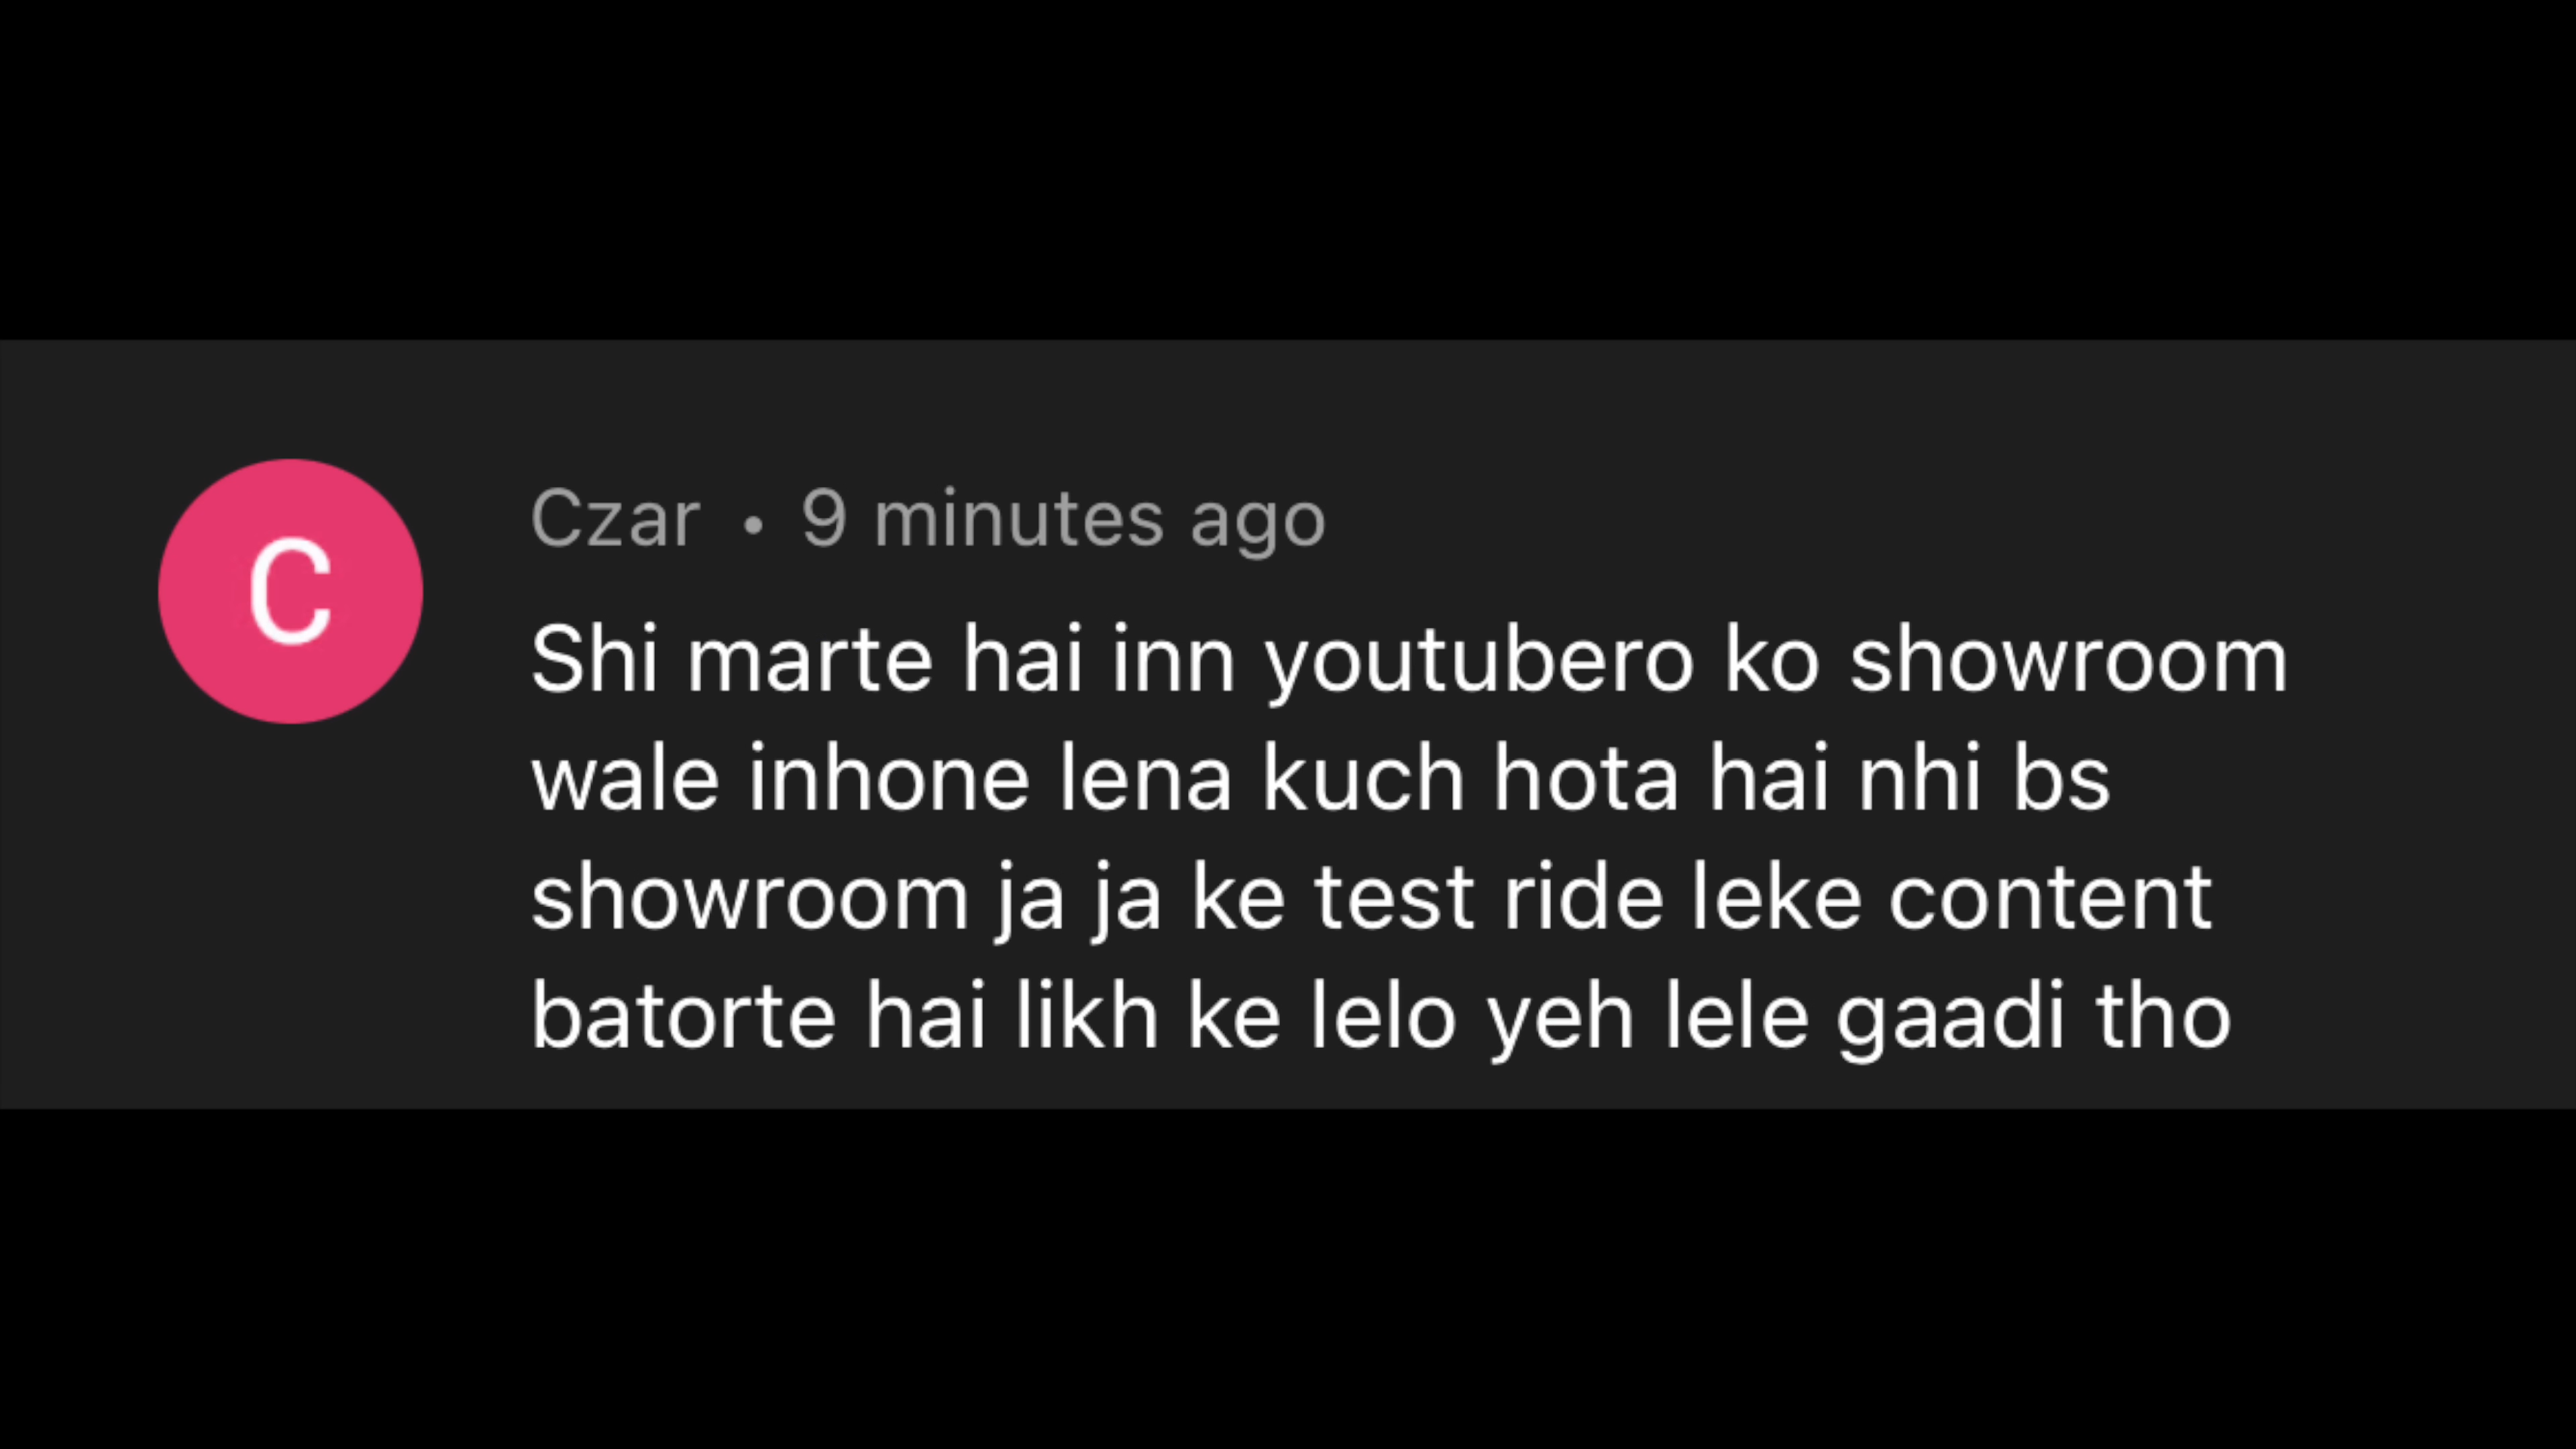 C
Czar • 9 minutes ago
Shi marte hai inn youtubero ko showroom
wale inhone lena kuch hota hai nhi bs
showroom ja ja ke test ride leke content
batorte hai likh ke lelo yeh lele gaadi tho